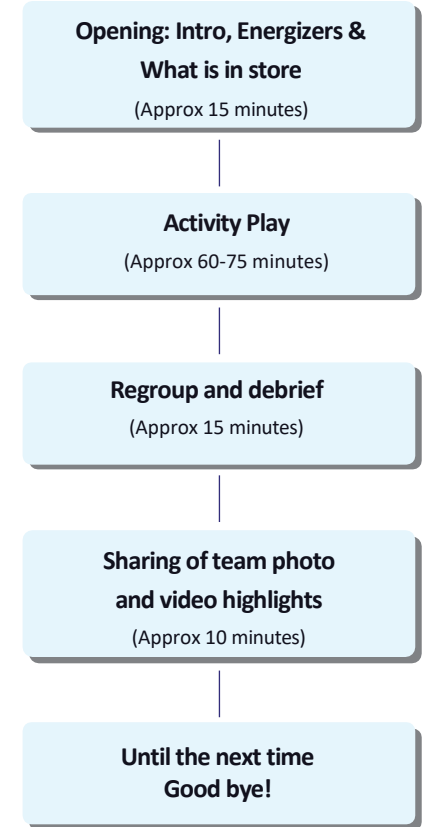 Opening: Intro, Energizers &
What is in store
(Approx 15 minutes)
Activity Play
(Approx 60-75 minutes)
Regroup and debrief
(Approx 15 minutes)
Sharing of team photo
and video highlights
(Approx 10 minutes)
Until the next time
Good bye!